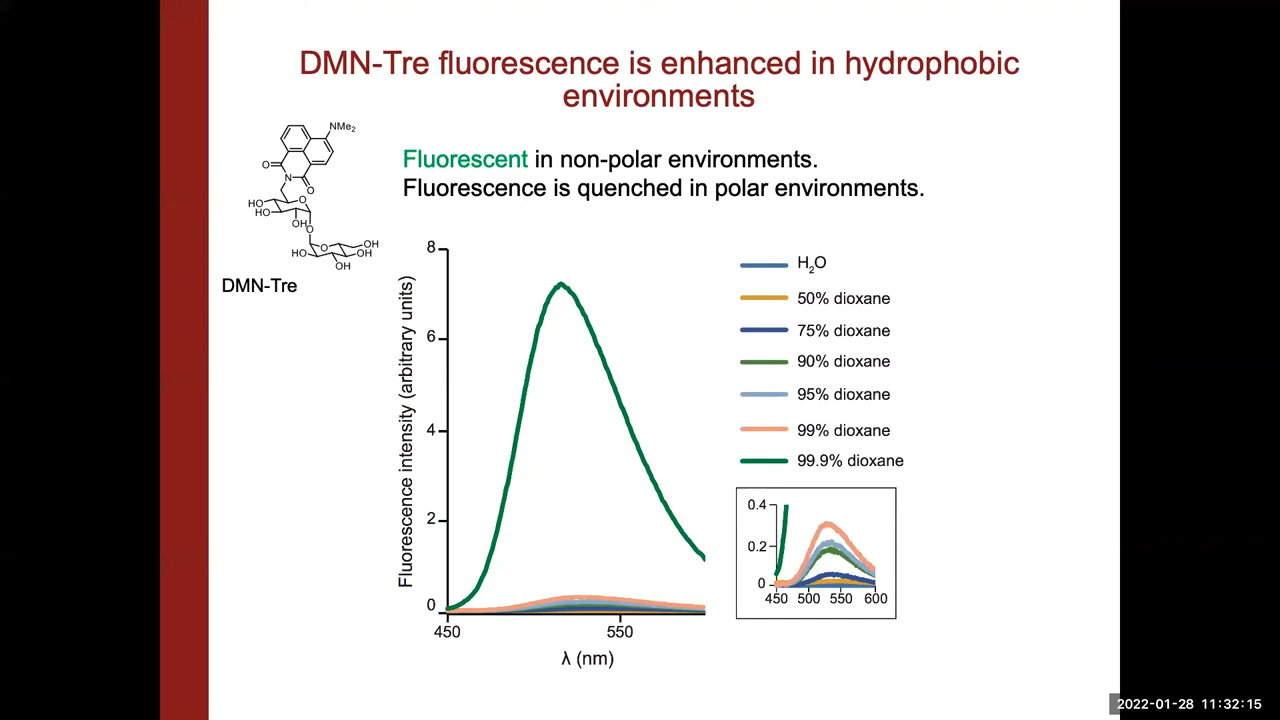 DMN-Tre fluorescence is enhanced in hydrophobic
environments
NMe2
O
N
O
HO
O
HO
OH
O
O
OH
HO
OH
OH
DMN-Tre
Fluorescent in non-polar environments.
Fluorescence is quenched in polar environments.
Fluorescence intensity (arbitrary units)
8
6
4
2
0
450
550
λ (nm)
H2O
50% dioxane
75% dioxane
90% dioxane
95% dioxane
99% dioxane
99.9% dioxane
0.4
0.2
0
450 500 550 600
2022-01-28 11:32:15